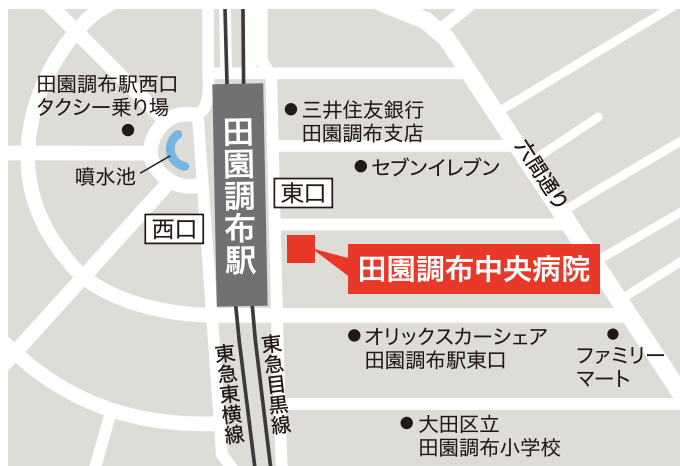 田園調布駅西口
タクシー乗り場
噴水池
西口
田園調布駅
東口
三井住友銀行
田園調布支店
セブンイレブン
六間通り
田園調布中央病院
オリックスカーシェア
田園調布駅東口
ファミリー
マート
東急東横線
東急目黒線
大田区立
田園調布小学校